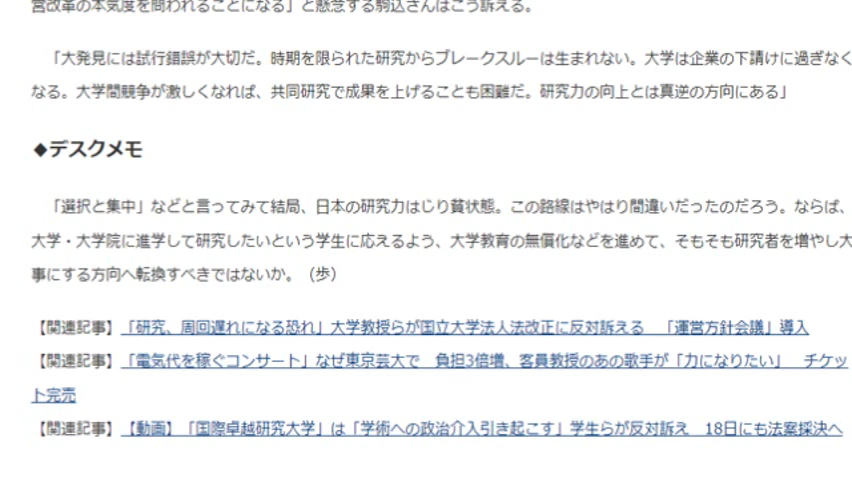 営改革の本気度を問われることになる」と懸念する駒込さんはこう訴える。
「大発見には試行錯誤が大切だ。時期を限られた研究からブレークスルーは生まれない。大学は企業の下請けに過ぎなく
なる。大学間競争が激しくなれば、共同研究で成果を上げることも困難だ。研究力の向上とは真逆の方向にある」
◆デスクメモ
「選択と集中」などと言ってみて結局、日本の研究力はじり貧状態。この路線はやはり間違いだったのだろう。ならば、
大学・大学院に進学して研究したいという学生に応えるよう、大学教育の無償化などを進めて、そもそも研究者を増やし大
事にする方向へ転換すべきではないか。（歩）
【関連記事】「研究、周回遅れになる恐れ」大学教授らが国立大学法人法改正に反対訴える　「運営方針会議」導入
【関連記事】「電気代を稼ぐコンサート」なぜ東京芸大で　負担3倍増、客員教授のあの歌手が「力になりたい」　チケッ
ト完売
【関連記事】【動画】「国際卓越研究大学」は「学術への政治介入引き起こす」学生らが反対訴え　18日にも法案採決へ